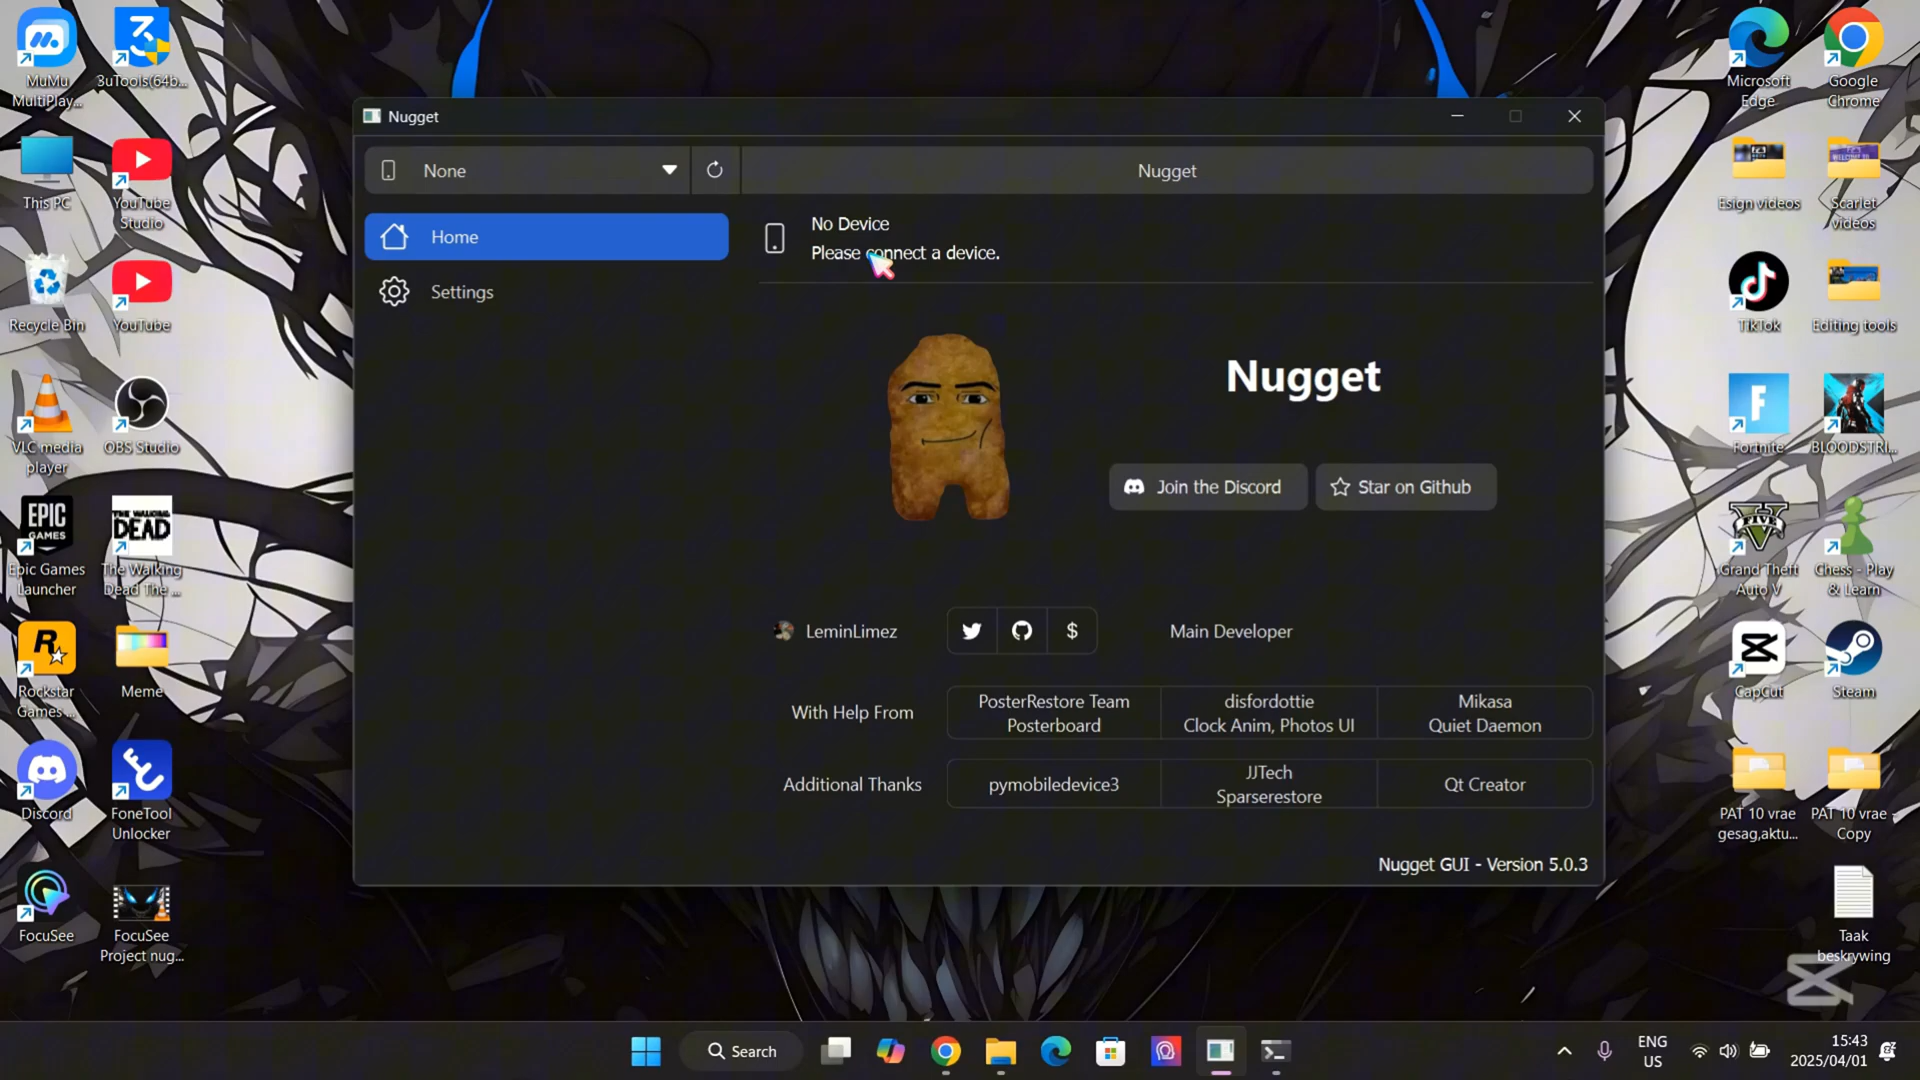 MuMu
MultiPlay...
3uTools(64b...
This PC
YouTube
Studio
Recycle Bin
YouTube
VLC media
player
OBS Studio
EPIC
GAMES
Epic Games
Launcher
THE WALKING
DEAD
The Walking
Dead The ...
Rockstar
Games ...
Meme
Discord
FoneTool
Unlocker
FocuSee
FocuSee
Project nug...
Nugget
None
Nugget
Home
Settings
No Device
Please connect a device.
Nugget
Join the Discord
Star on Github
LeminLimez
$
Main Developer
With Help From
PosterRestore Team
Posterboard
disfordottie
Clock Anim, Photos UI
Mikasa
Quiet Daemon
Additional Thanks
pymobiledevice3
JJTech
Sparserestore
Qt Creator
Nugget GUI - Version 5.0.3
Microsoft
Edge
Google
Chrome
Esign videos
Scarlet
videos
TikTok
Editing tools
Fortnite
BLOODSTRI...
FIVE
Grand Theft
Auto V
Chess - Play
& Learn
CapCut
Steam
PAT 10 vrae
gesag,aktu...
PAT 10 vrae -
Copy
Taak
beskrywing
Search
ENG
US
15:43
2025/04/01